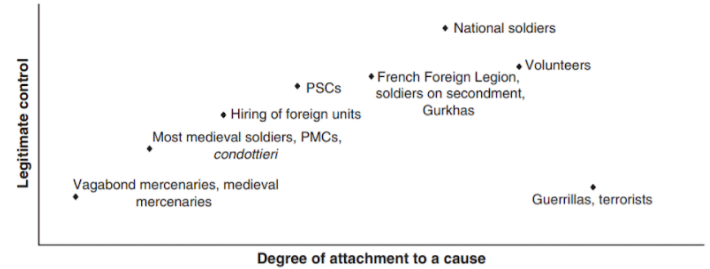 Legitimate control
National soldiers
Volunteers
French Foreign Legion,
soldiers on secondment,
Gurkhas
PSCs
Hiring of foreign units
Most medieval soldiers, PMCs,
condottieri
Vagabond mercenaries, medieval
mercenaries
Guerrillas, terrorists
Degree of attachment to a cause